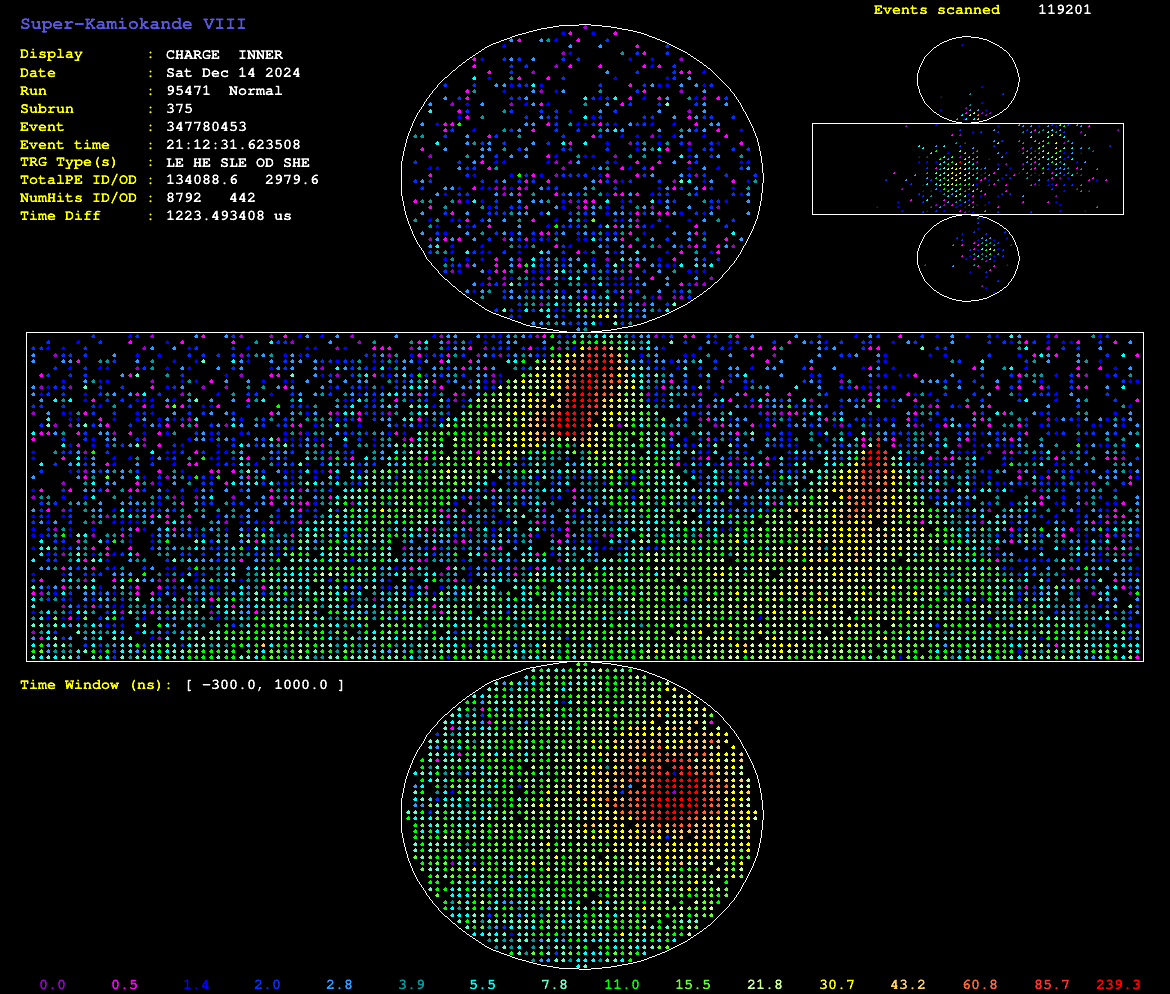 Super-Kamiokande VIII
Events scanned 119201
Display : CHARGE INNER
Date : Sat Dec 14 2024
Run : 95471 Normal
Subrun : 375
Event : 347780453
Event time : 21:12:31.623508
TRG Type(s) : LE HE SLE OD SHE
TotalPE ID/OD : 134088.6 2979.6
NumHits ID/OD : 8792 442
Time Diff : 1223.493408 us
Time Window (ns): [ −300.0, 1000.0 ]
0.0 0.5 1.4 2.0 2.8 3.9 5.5 7.8 11.0 15.5 21.8 30.7 43.2 60.8 85.7 239.3